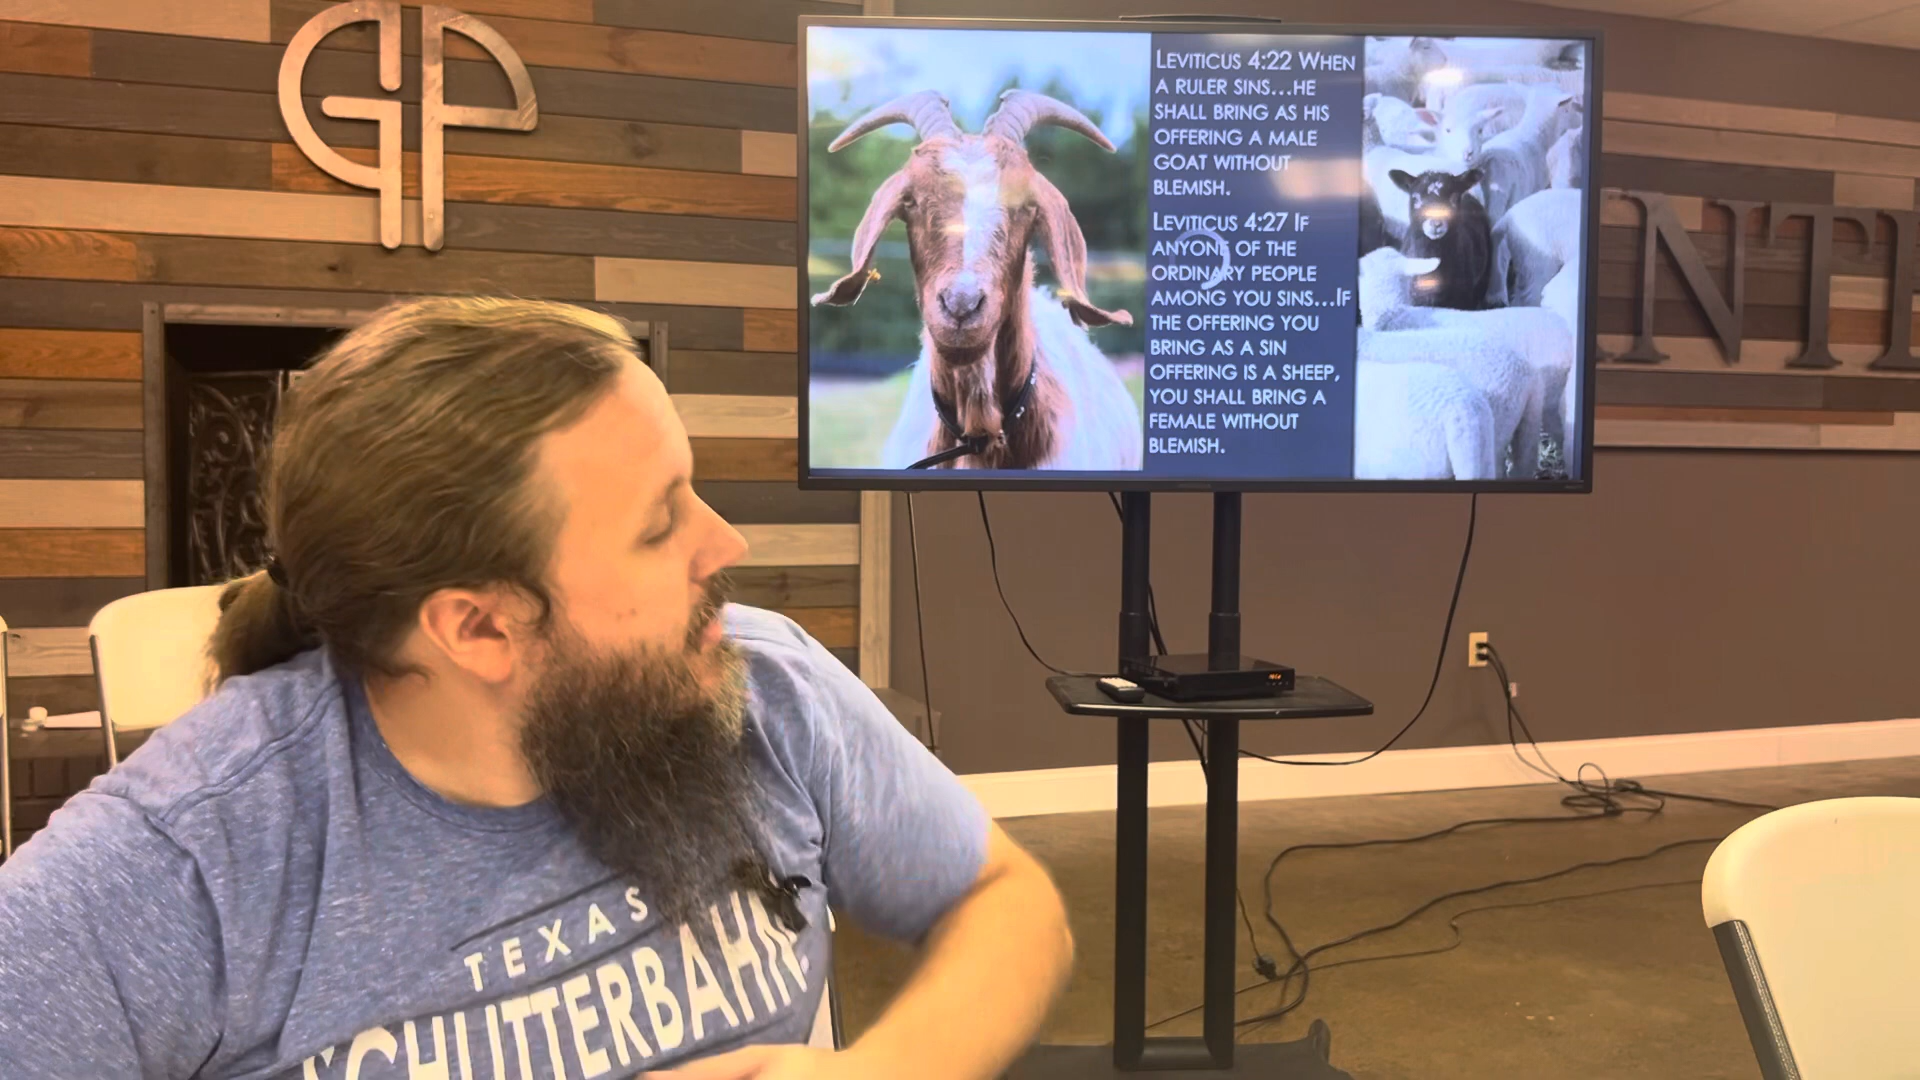 GP
Leviticus 4:22 When
a ruler sins...he
shall bring as his
offering a male
goat without
blemish.
Leviticus 4:27 If
anyone of the
ordinary people
among you sins...If
the offering you
bring as a sin
offering is a sheep,
you shall bring a
female without
blemish.
TEXAS
SCHLITTERBAHN